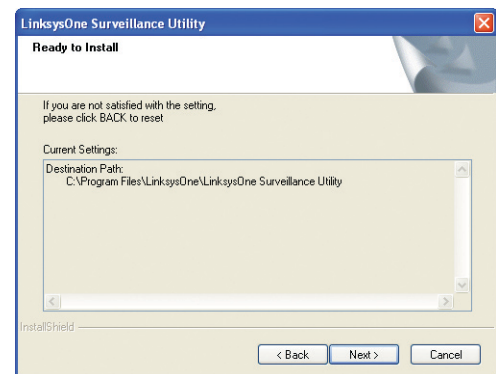 LinksysOne Surveillance Utility
Ready to Install
If you are not satisfied with the setting,
please click BACK to reset
Current Settings:
Destination Path:
C:\Program Files\LinksysOne\LinksysOne Surveillance Utility
InstallShield
< Back Next > Cancel